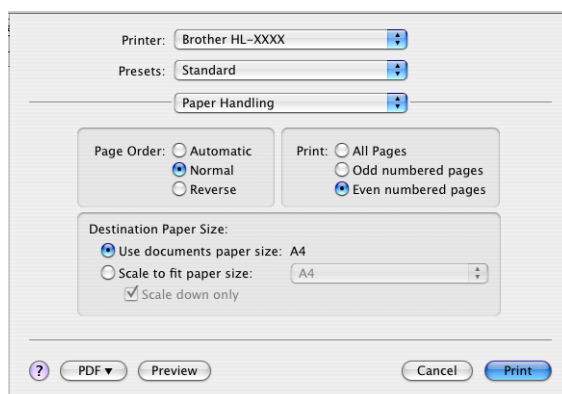 Printer: Brother HL-XXXX
Presets: Standard
Paper Handling
Page Order: Automatic
Normal
Reverse
Print: All Pages
Odd numbered pages
Even numbered pages
Destination Paper Size:
Use documents paper size: A4
Scale to fit paper size: A4
Scale down only
? PDF ▼ Preview Cancel Print